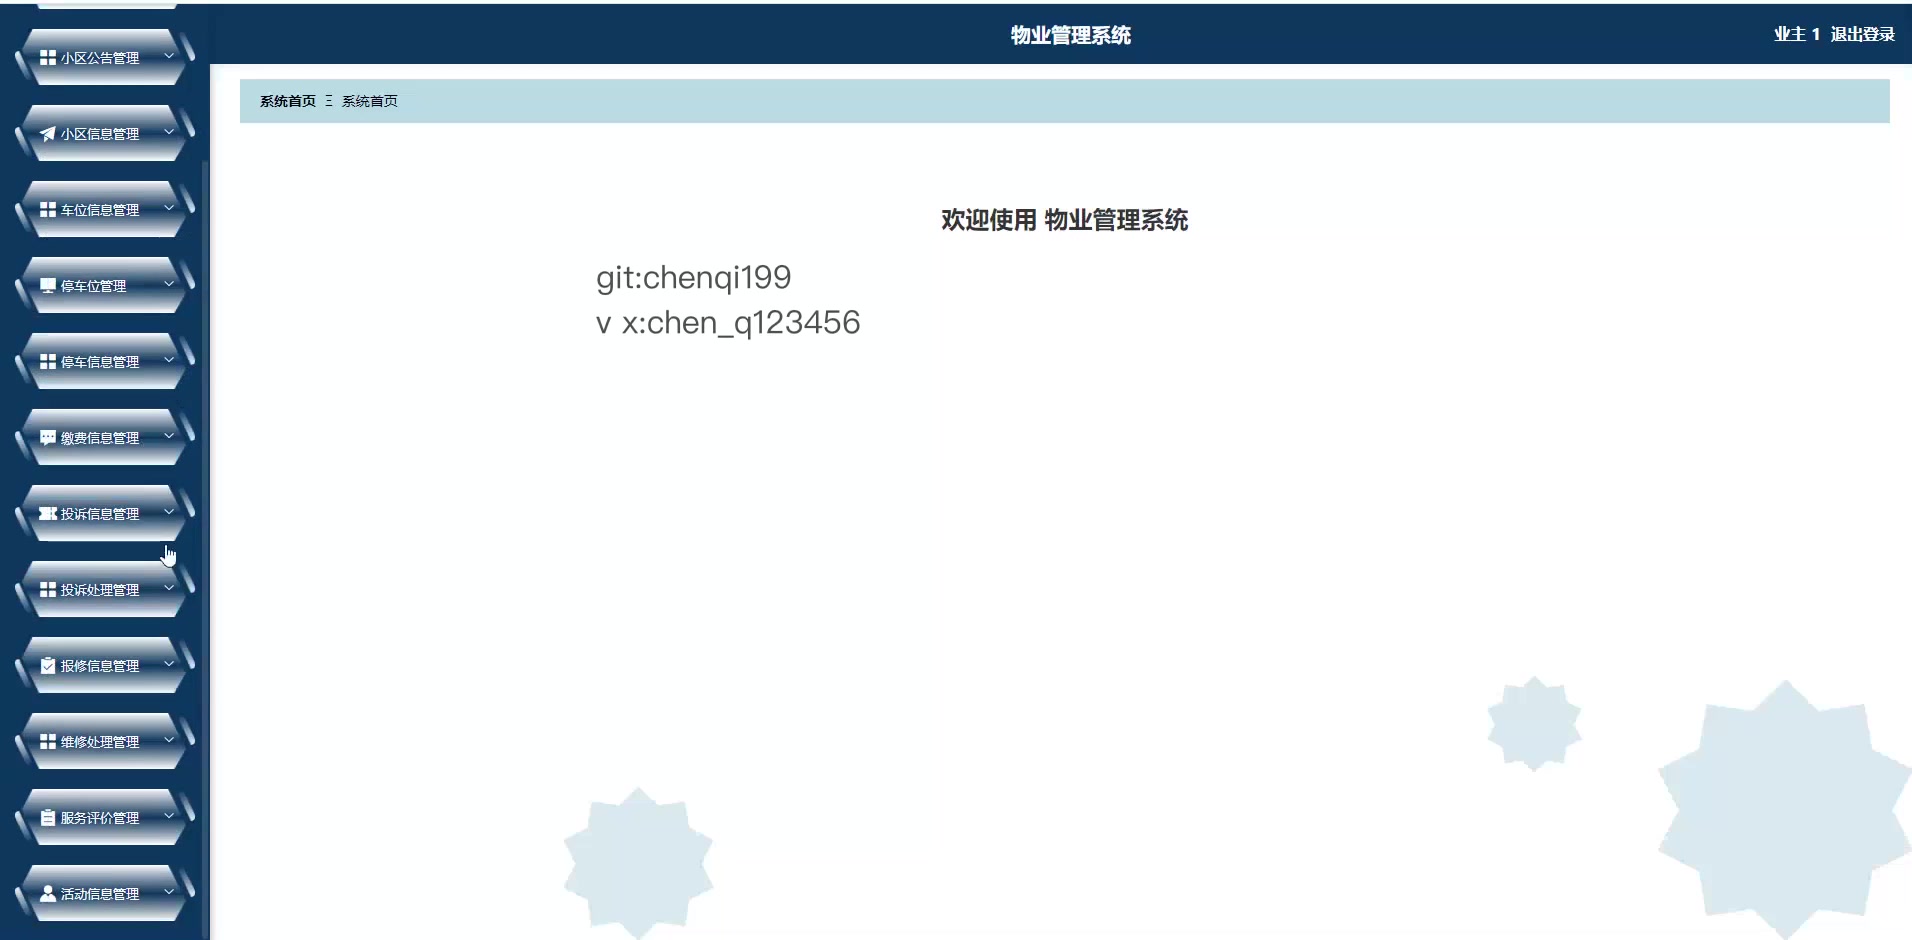 物业管理系统
业主 1 退出登录
小区公告管理
小区信息管理
车位信息管理
停车位管理
停车信息管理
缴费信息管理
投诉信息管理
投诉处理管理
报修信息管理
维修处理管理
服务评价管理
活动信息管理
系统首页 Ξ 系统首页
欢迎使用 物业管理系统
git:chenqi199
v x:chen_q123456